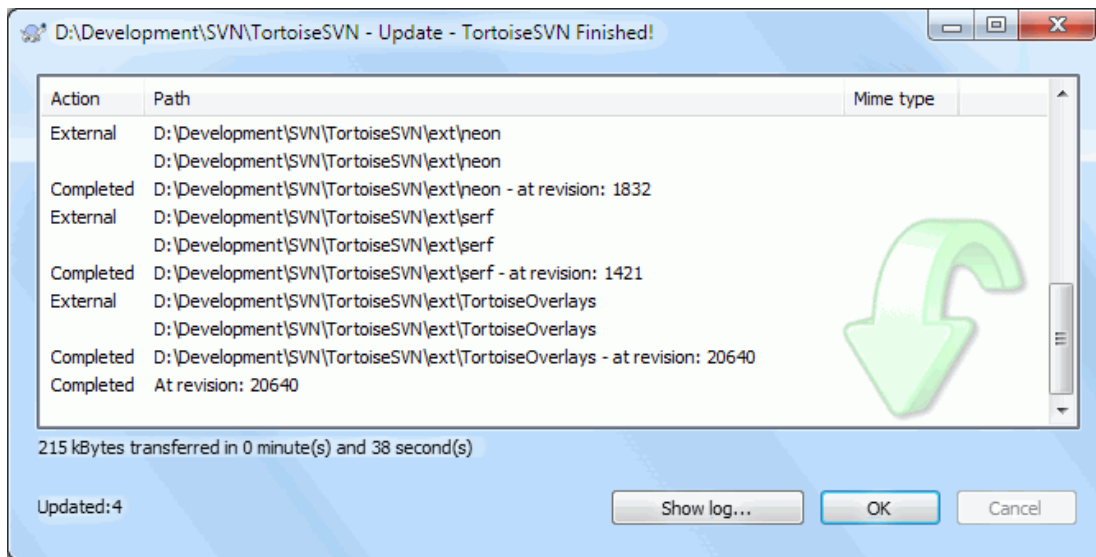 D:\Development\SVN\TortoiseSVN - Update - TortoiseSVN Finished!
Action Path Mime type
External D:\Development\SVN\TortoiseSVN\ext\neon
D:\Development\SVN\TortoiseSVN\ext\neon
Completed D:\Development\SVN\TortoiseSVN\ext\neon - at revision: 1832
External D:\Development\SVN\TortoiseSVN\ext\serf
D:\Development\SVN\TortoiseSVN\ext\serf
Completed D:\Development\SVN\TortoiseSVN\ext\serf - at revision: 1421
External D:\Development\SVN\TortoiseSVN\ext\TortoiseOverlays
D:\Development\SVN\TortoiseSVN\ext\TortoiseOverlays
Completed D:\Development\SVN\TortoiseSVN\ext\TortoiseOverlays - at revision: 20640
Completed At revision: 20640
215 kBytes transferred in 0 minute(s) and 38 second(s)
Updated:4 Show log... OK Cancel